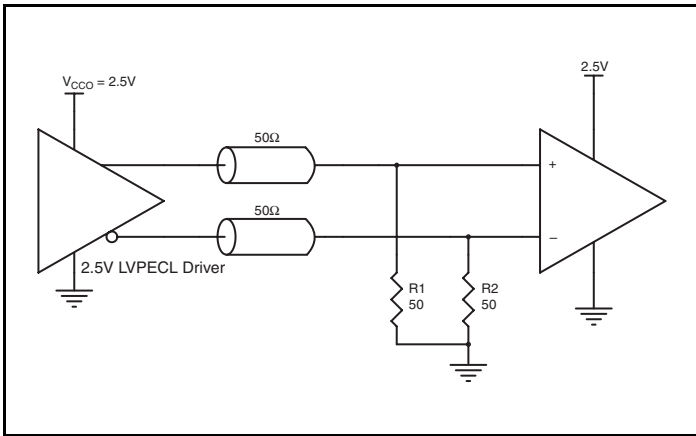 V_CCO = 2.5V
2.5V
50Ω
50Ω
+
–
2.5V LVPECL Driver
R1
50
R2
50